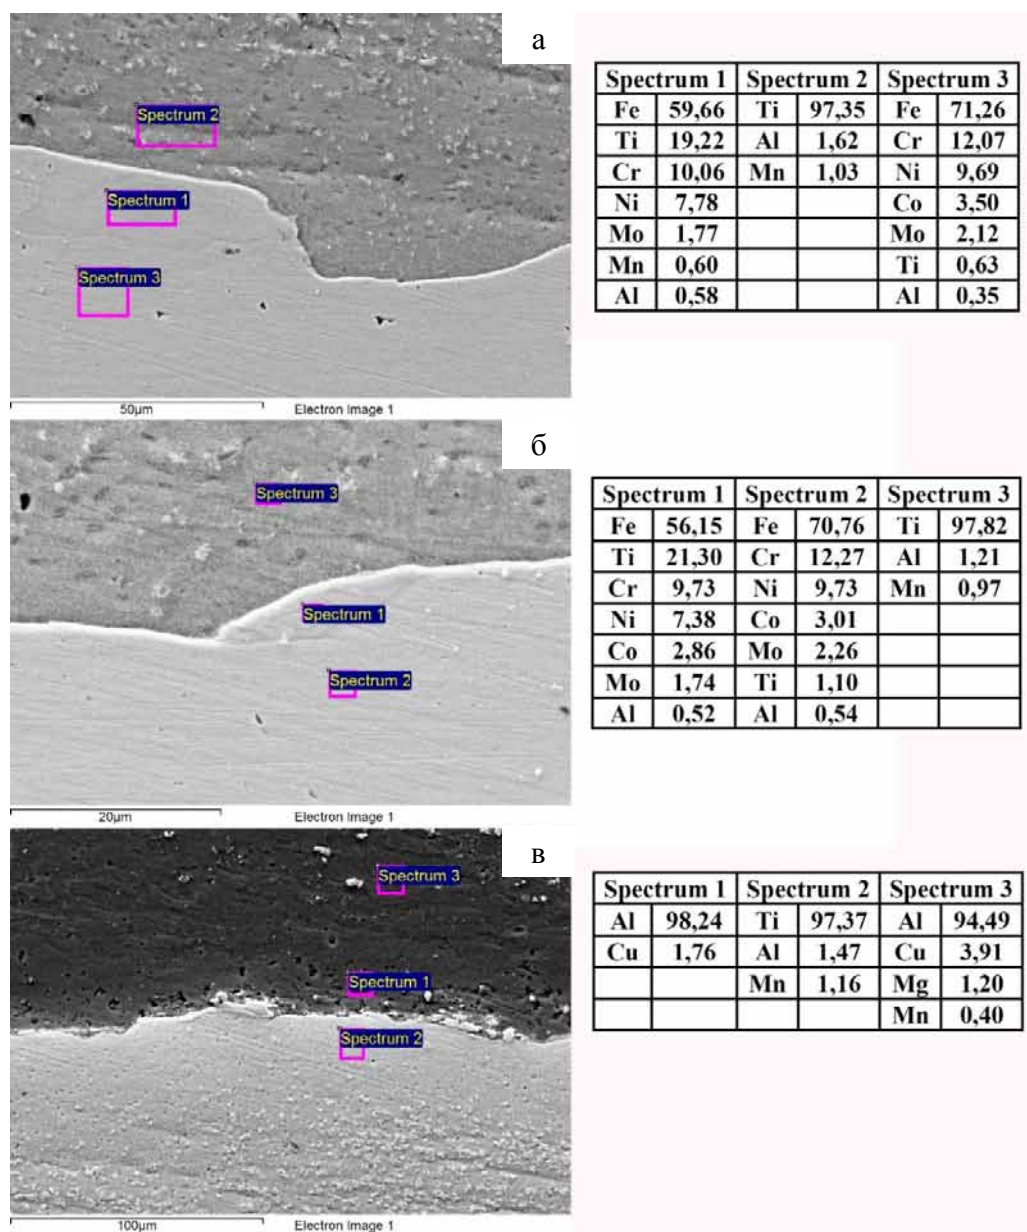 а
Spectrum 2
Spectrum 1
Spectrum 3
50µm Electron Image 1
Spectrum 1 Spectrum 2 Spectrum 3
Fe 59,66 Ti 97,35 Fe 71,26
Ti 19,22 Al 1,62 Cr 12,07
Cr 10,06 Mn 1,03 Ni 9,69
Ni 7,78 Co 3,50
Mo 1,77 Mo 2,12
Mn 0,60 Ti 0,63
Al 0,58 Al 0,35
б
Spectrum 3
Spectrum 1
Spectrum 2
20µm Electron Image 1
Spectrum 1 Spectrum 2 Spectrum 3
Fe 56,15 Fe 70,76 Ti 97,82
Ti 21,30 Cr 12,27 Al 1,21
Cr 9,73 Ni 9,73 Mn 0,97
Ni 7,38 Co 3,01
Co 2,86 Mo 2,26
Mo 1,74 Ti 1,10
Al 0,52 Al 0,54
в
Spectrum 3
Spectrum 1
Spectrum 2
100µm Electron Image 1
Spectrum 1 Spectrum 2 Spectrum 3
Al 98,24 Ti 97,37 Al 94,49
Cu 1,76 Al 1,47 Cu 3,91
Mn 1,16 Mg 1,20
Mn 0,40